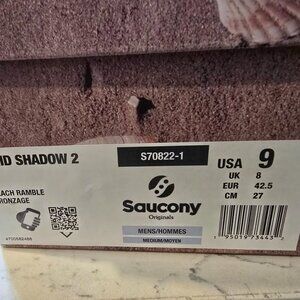 ID SHADOW 2
S70822-1
USA 9
UK 8
EUR 42.5
CM 27
EACH RAMBLE
RONZAGE
Saucony
Originals
MENS/HOMMES
MEDIUM/MOYEN